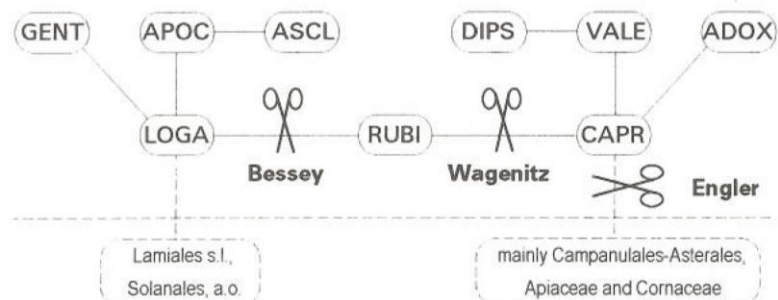 GENT APOC ASCL DIPS VALE ADOX
LOGA RUBI CAPR
Bessey Wagenitz Engler
Lamiales s.l.,
Solanales, a.o.
mainly Campanulales-Asterales,
Apiaceae and Cornaceae